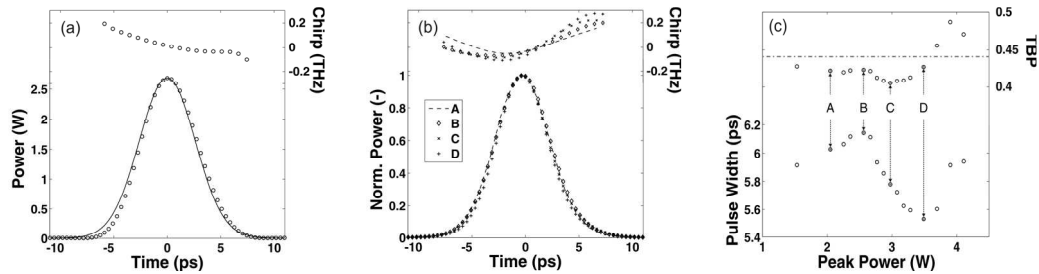 (a)
0.2
0
-0.2
Chirp (THz)
2.5
2
1.5
1
0.5
0
Power (W)
-10 -5 0 5 10
Time (ps)
(b)
0.2
0
-0.2
Chirp (THz)
1
0.8
0.6
0.4
0.2
0
Norm. Power (-)
A
B
C
D
-10 -5 0 5 10
Time (ps)
(c)
0.5
0.45
0.4
TBP
A B C D
6.2
6
5.8
5.6
5.4
Pulse Width (ps)
1 2 3 4
Peak Power (W)